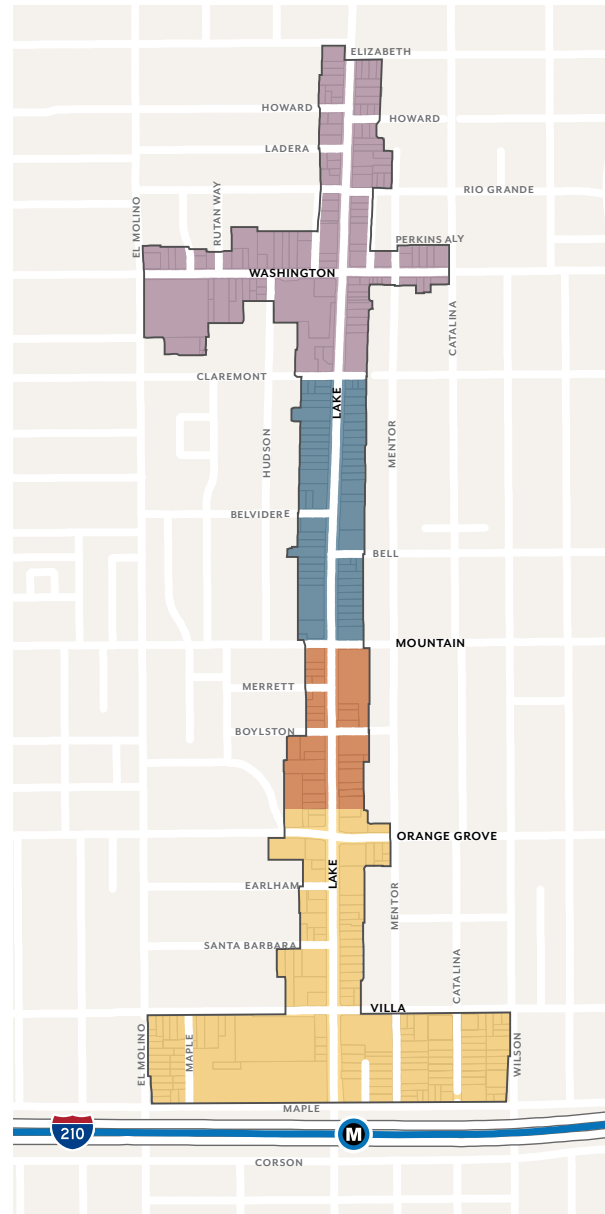 ELIZABETH
HOWARD
HOWARD
LADERA
RIO GRANDE
EL MOLINO
RUTAN WAY
PERKINS ALY
WASHINGTON
CATALINA
CLAREMONT
LAKE
HUDSON
MENTOR
BELVIDERE
BELL
MOUNTAIN
MERRETT
BOYLSTON
ORANGE GROVE
LAKE
EARLHAM
MENTOR
SANTA BARBARA
CATALINA
VILLA
EL MOLINO
MAPLE
WILSON
MAPLE
210
M
CORSON